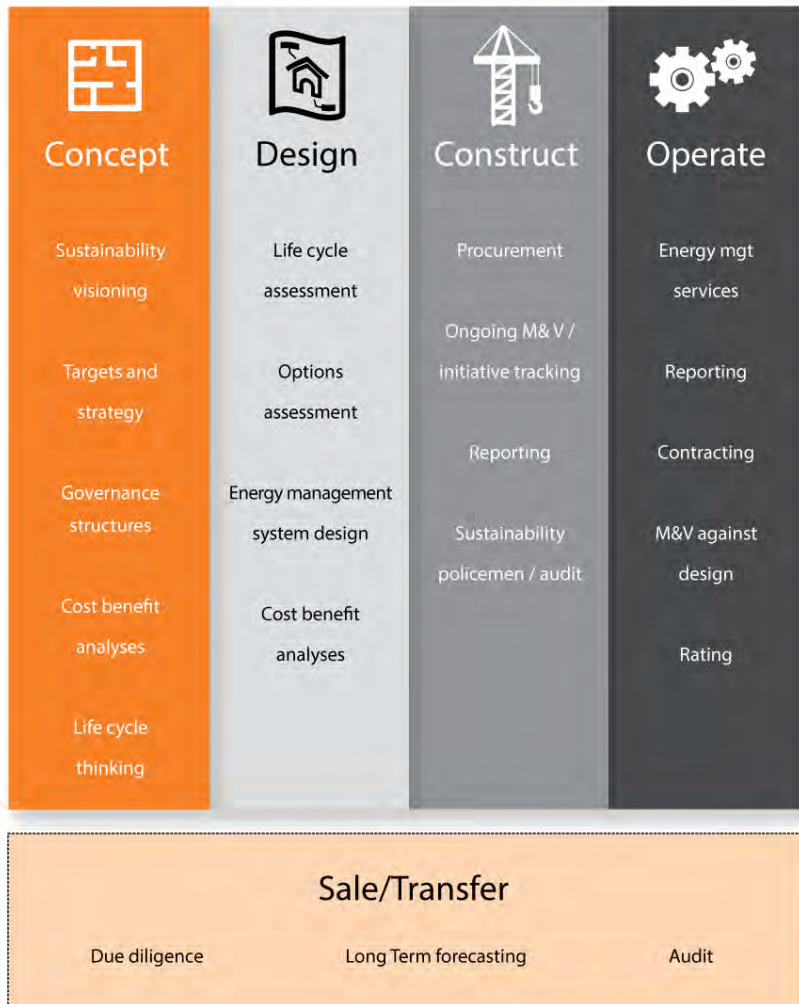 Concept
Sustainability
visioning
Targets and
strategy
Governance
structures
Cost benefit
analyses
Life cycle
thinking
Design
Life cycle
assessment
Options
assessment
Energy management
system design
Cost benefit
analyses
Construct
Procurement
Ongoing M&V /
initiative tracking
Reporting
Sustainability
policemen / audit
Operate
Energy mgt
services
Reporting
Contracting
M&V against
design
Rating
Sale/Transfer
Due diligence
Long Term forecasting
Audit